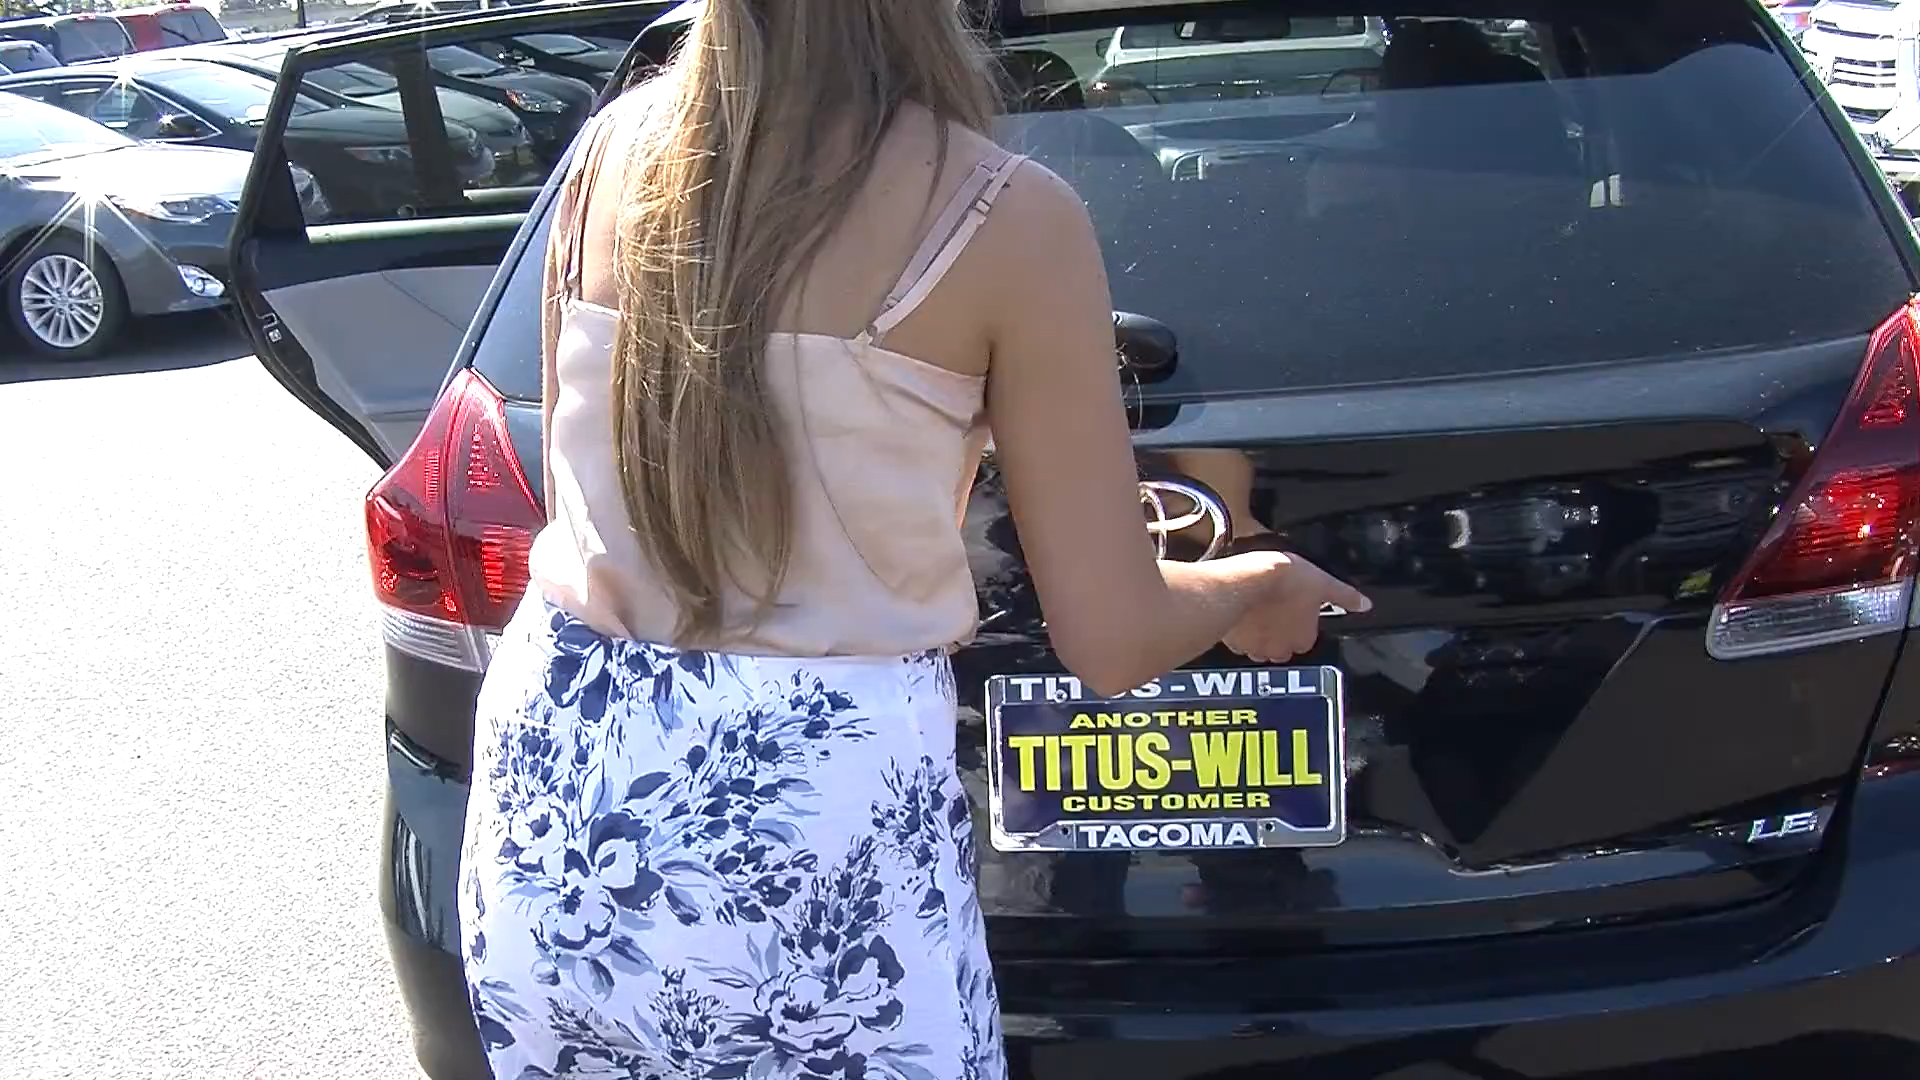 TITUS-WILL
ANOTHER
TITUS-WILL
CUSTOMER
TACOMA
LE